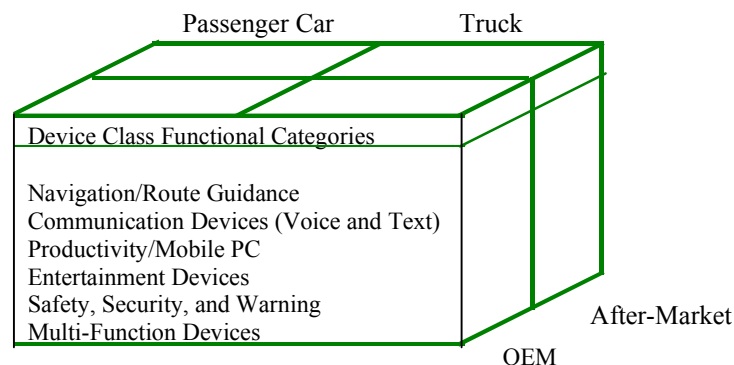 Passenger Car Truck
Device Class Functional Categories
Navigation/Route Guidance
Communication Devices (Voice and Text)
Productivity/Mobile PC
Entertainment Devices
Safety, Security, and Warning
Multi-Function Devices
After-Market
OEM